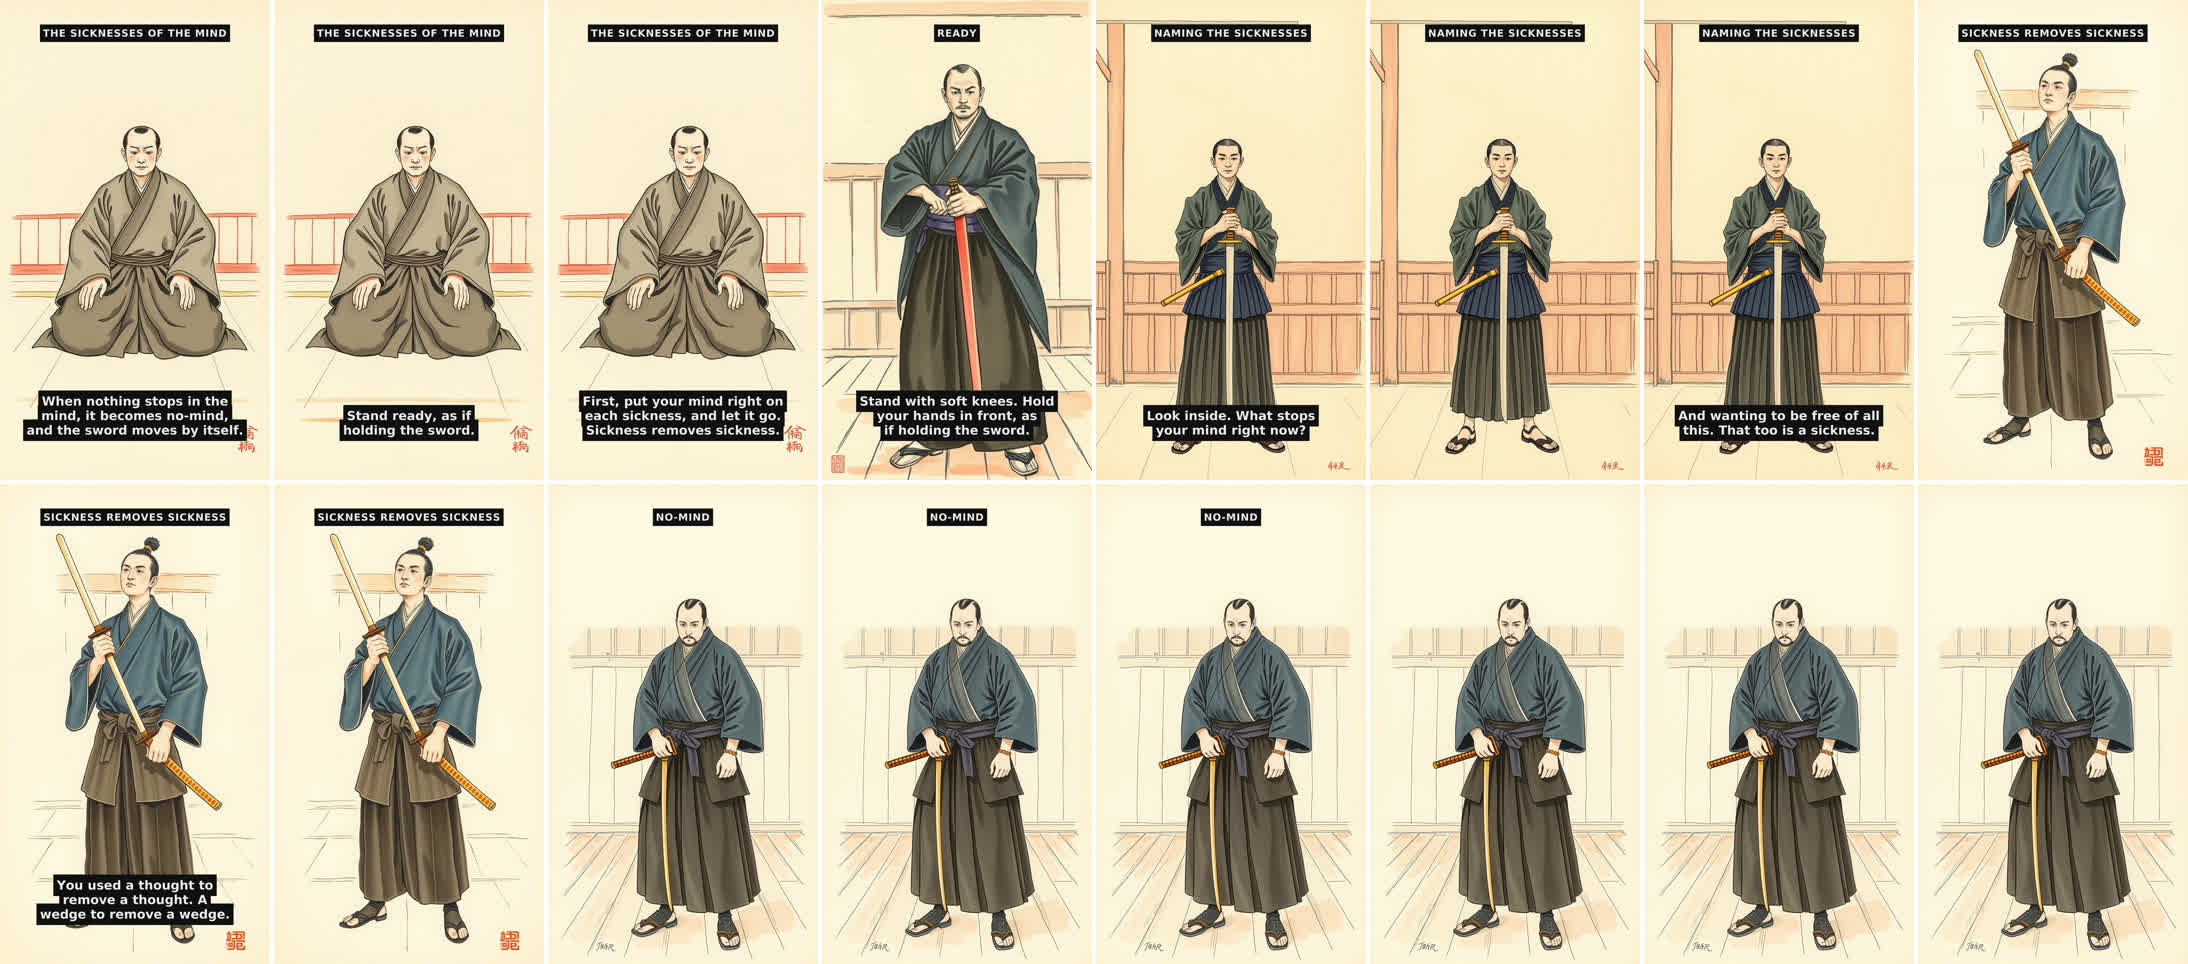 THE SICKNESSES OF THE MIND
When nothing stops in the
mind, it becomes no-mind,
and the sword moves by itself.
THE SICKNESSES OF THE MIND
Stand ready, as if
holding the sword.
THE SICKNESSES OF THE MIND
First, put your mind right on
each sickness, and let it go.
Sickness removes sickness.
READY
Stand with soft knees. Hold
your hands in front, as
if holding the sword.
NAMING THE SICKNESSES
Look inside. What stops
your mind right now?
NAMING THE SICKNESSES
NAMING THE SICKNESSES
And wanting to be free of all
this. That too is a sickness.
SICKNESS REMOVES SICKNESS
SICKNESS REMOVES SICKNESS
You used a thought to
remove a thought. A
wedge to remove a wedge.
SICKNESS REMOVES SICKNESS
NO-MIND
NO-MIND
NO-MIND